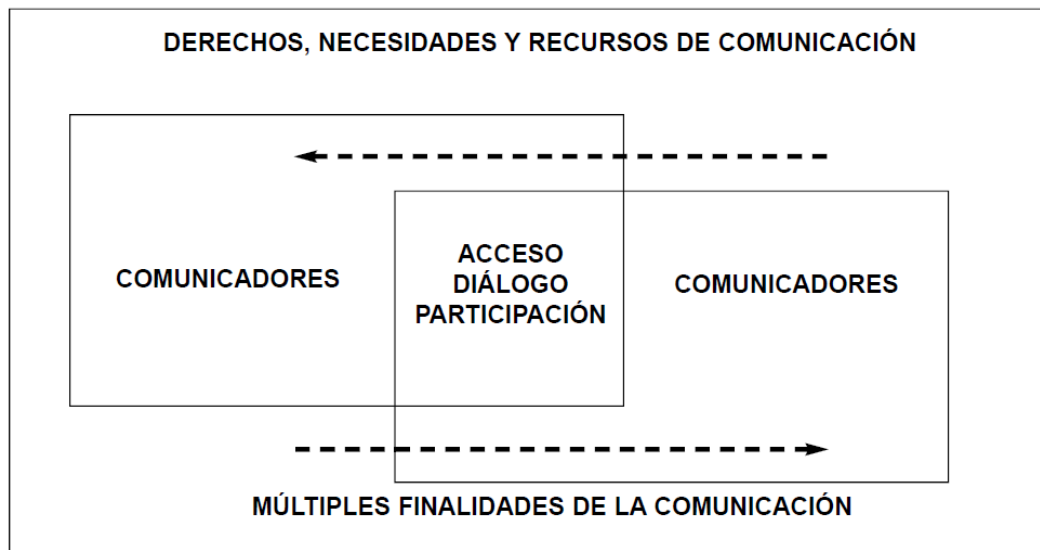 DERECHOS, NECESIDADES Y RECURSOS DE COMUNICACIÓN
COMUNICADORES
ACCESO
DIÁLOGO
PARTICIPACIÓN
COMUNICADORES
MÚLTIPLES FINALIDADES DE LA COMUNICACIÓN